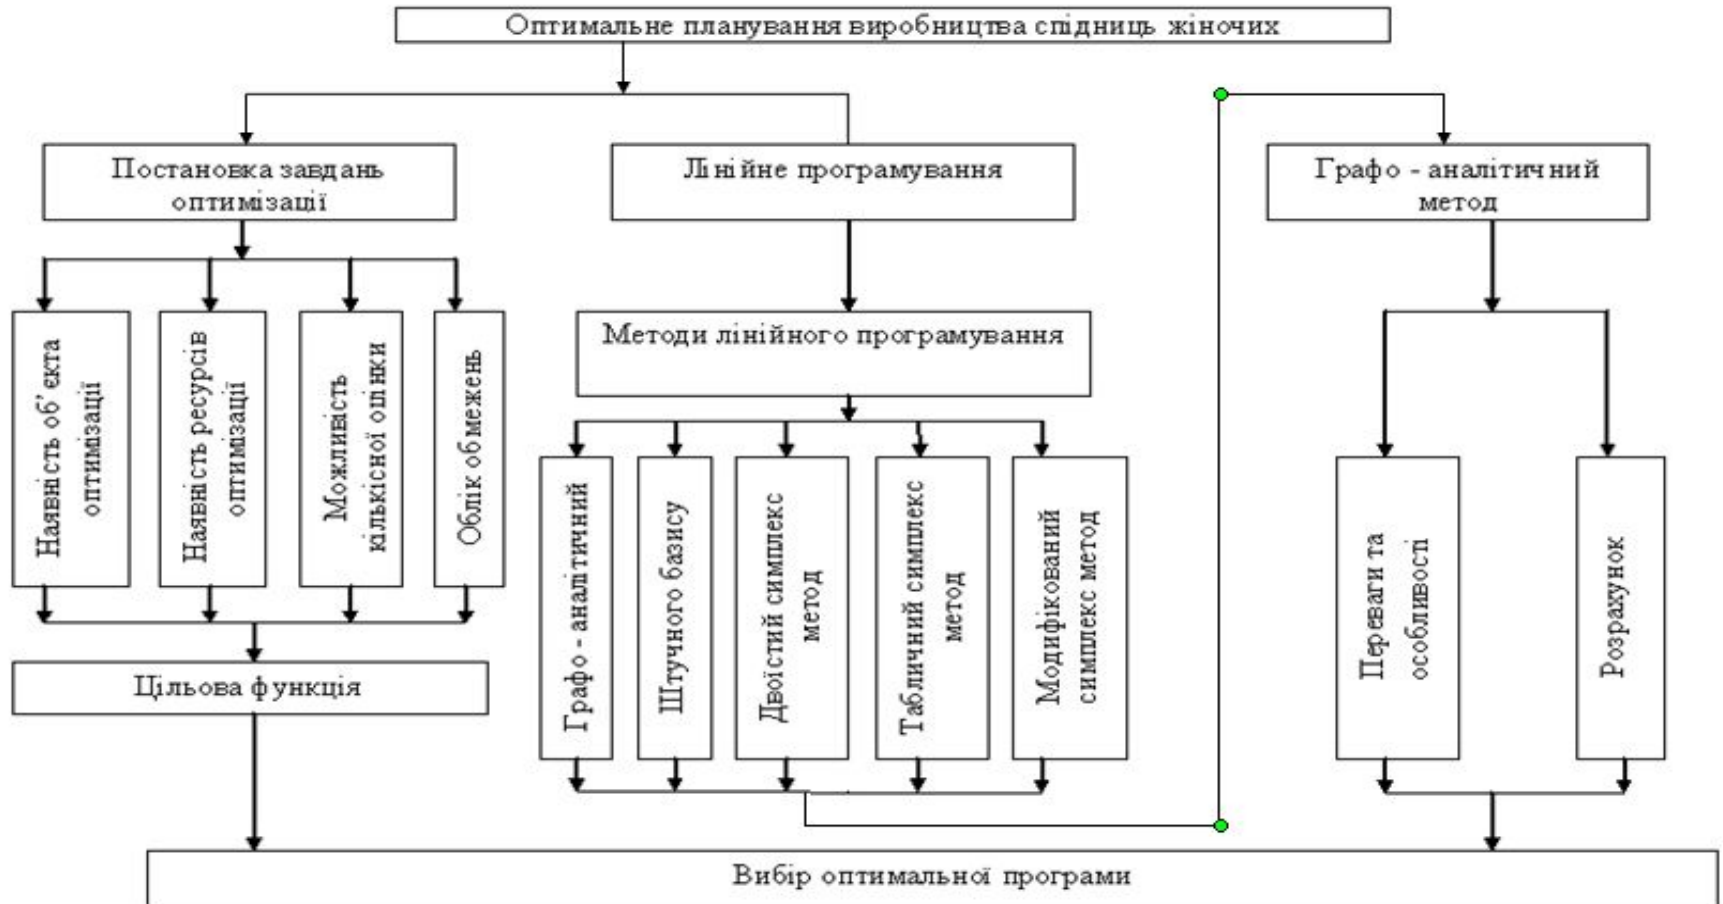 Оптимальне планування виробництва спідниць жіночих
Постановка завдань
оптимізації
Лінійне програмування
Графо - аналітичний
метод
Наявність об'єкта
оптимізації
Наявність ресурсів
оптимізації
Можливість
кількісної оцінки
Облік обмежень
Методи лінійного програмування
Графо - аналітичний
Штучного базису
Двоїстий симплекс
метод
Табличний симплекс
метод
Модифікований
симплекс метод
Переваги та
особливості
Розрахунок
Цільова функція
Вибір оптимальної програми